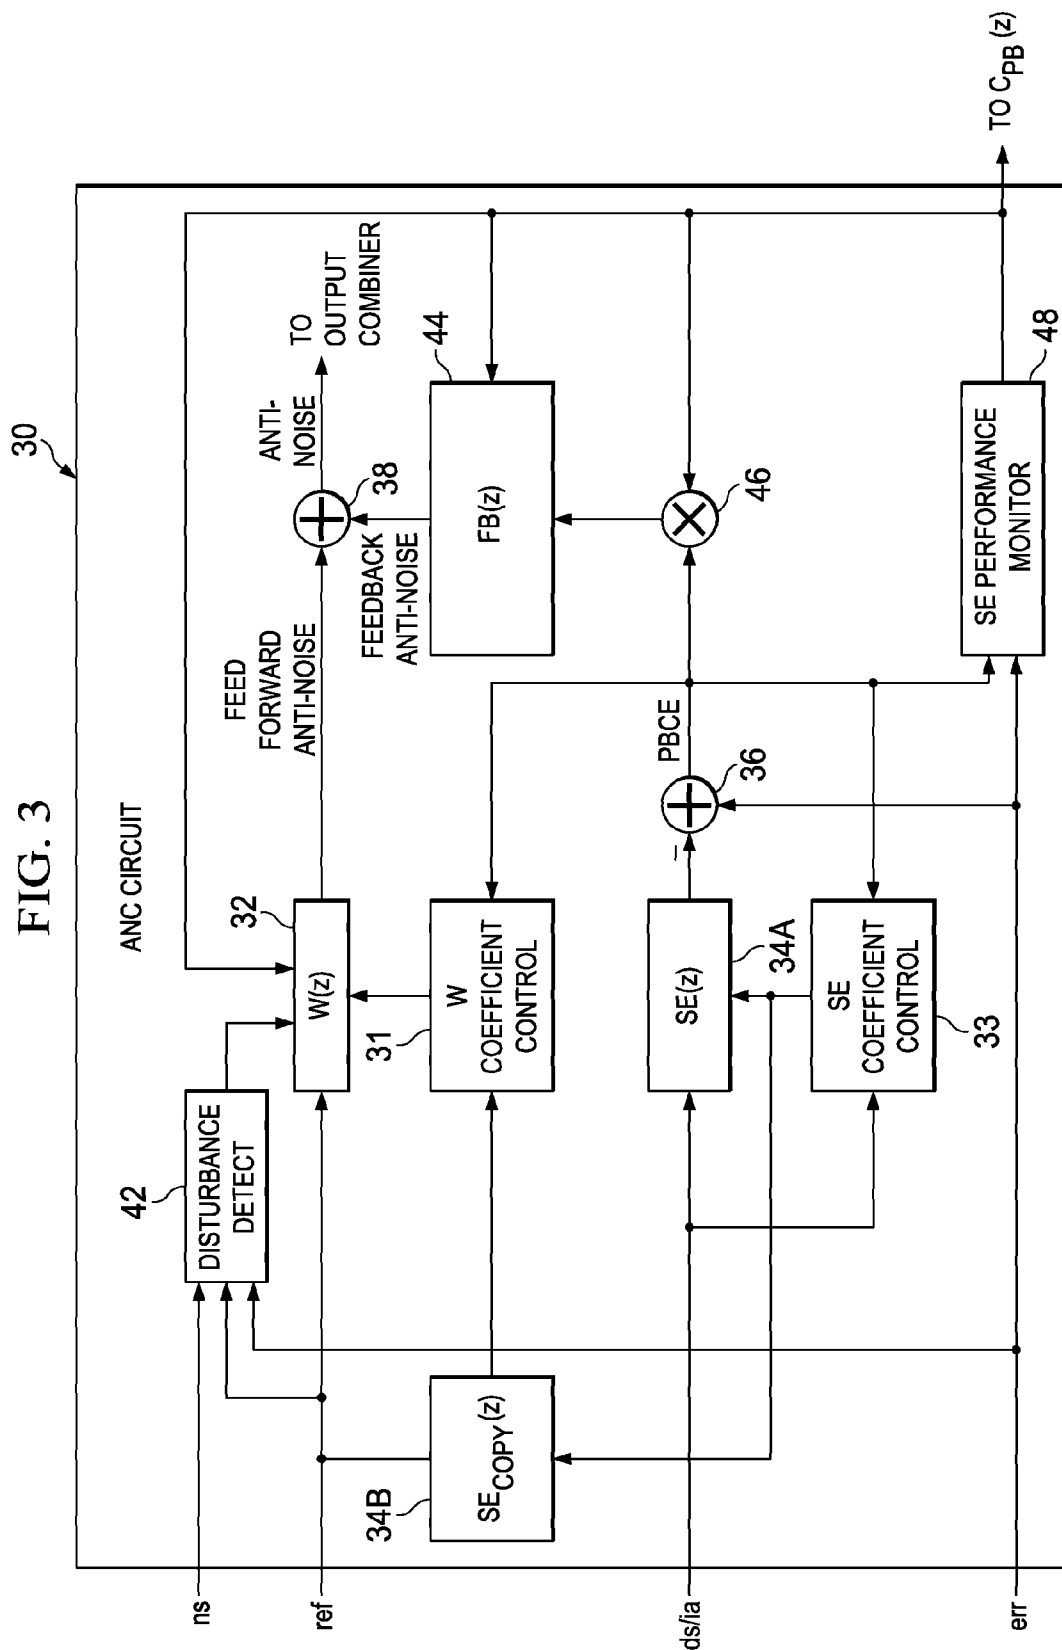 FIG. 3
30
ANC CIRCUIT
ns
ref
ds/ia
err
42
DISTURBANCE
DETECT
32
W(z)
FEED
FORWARD
ANTI-NOISE
38
ANTI-
NOISE
TO
OUTPUT
COMBINER
34B
SE_COPY(z)
31
W
COEFFICIENT
CONTROL
FEEDBACK
ANTI-NOISE
44
FB(z)
SE(z)
34A
–
36
PBCE
46
SE
COEFFICIENT
CONTROL
33
SE PERFORMANCE
MONITOR
48
TO C_PB(z)